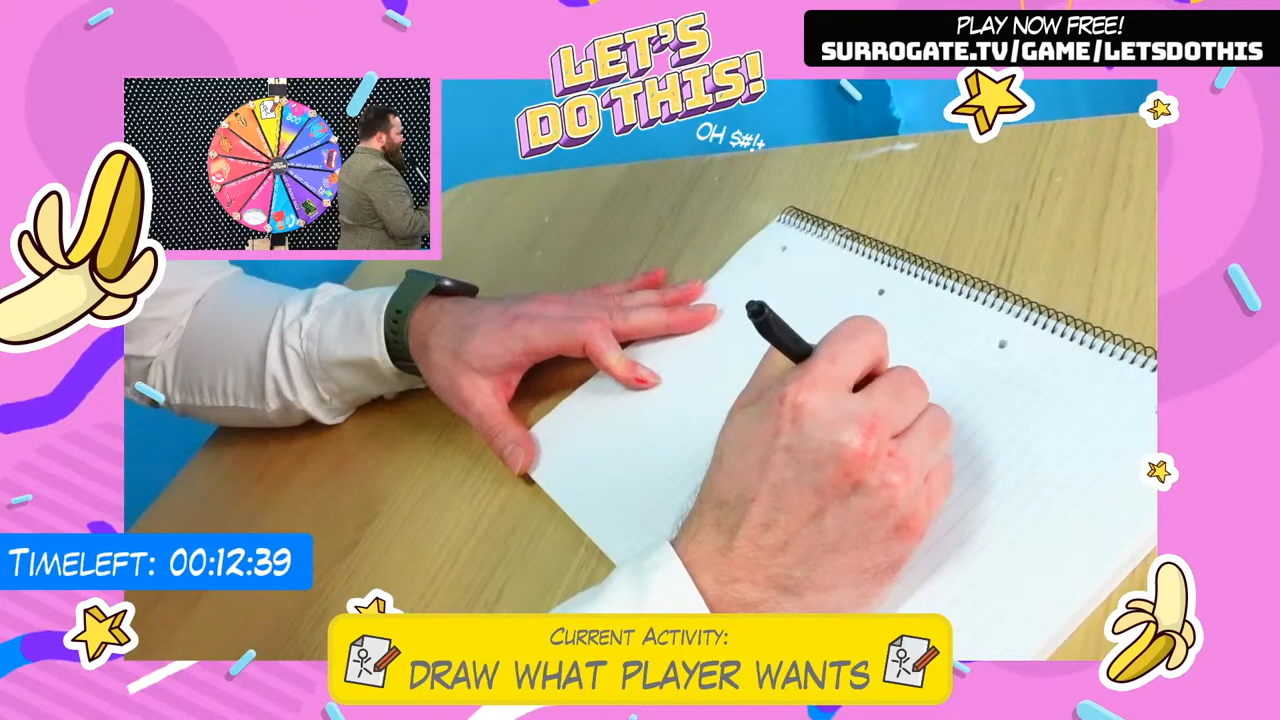 PLAY NOW FREE!
SURROGATE.TV/GAME/LETSDOTHIS
LET'S
DO THIS!
OH $#!+
BOO
TIMELEFT: 00:12:39
CURRENT ACTIVITY:
DRAW WHAT PLAYER WANTS